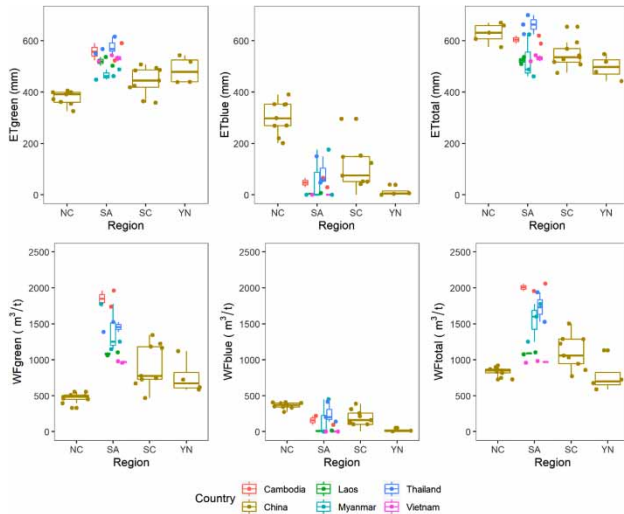 600
400
200
0
ETgreen (mm)
NC SA SC YN
Region
600
400
200
0
ETblue (mm)
NC SA SC YN
Region
600
400
200
0
ETtotal (mm)
NC SA SC YN
Region
2500
2000
1500
1000
500
0
WFgreen ( m³/t)
NC SA SC YN
Region
2500
2000
1500
1000
500
0
WFblue ( m³/t)
NC SA SC YN
Region
2500
2000
1500
1000
500
0
WFtotal ( m³/t)
NC SA SC YN
Region
Country
Cambodia Laos Thailand
China Myanmar Vietnam